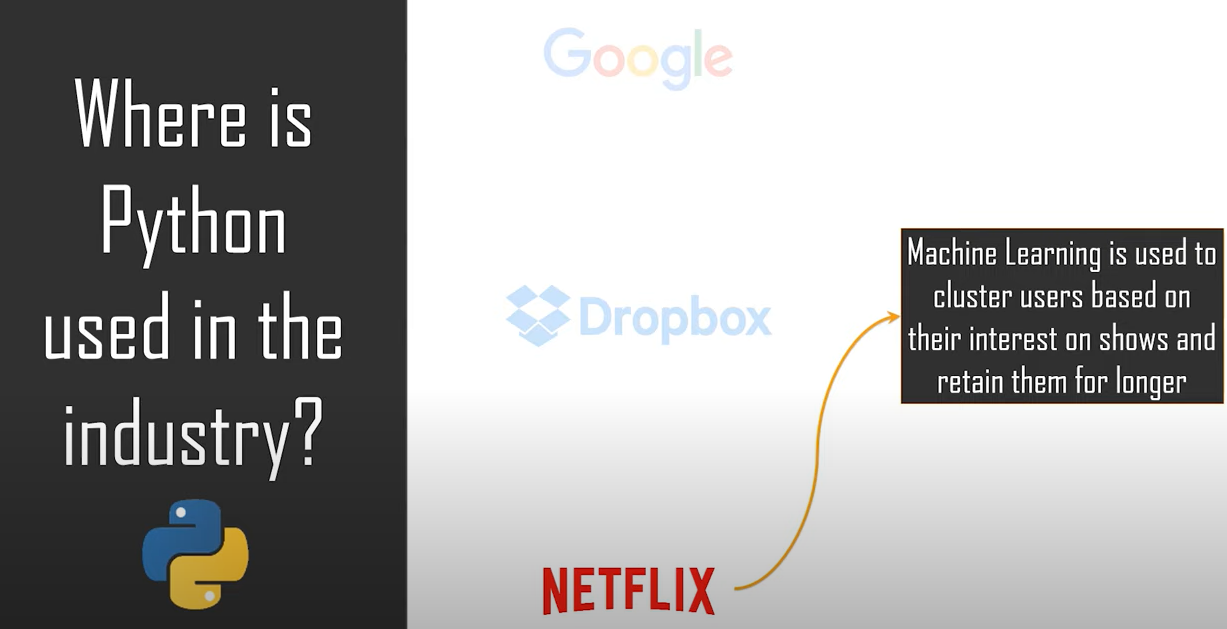 Where is
Python
used in the
industry?
Google
Dropbox
Machine Learning is used to
cluster users based on
their interest on shows and
retain them for longer
NETFLIX